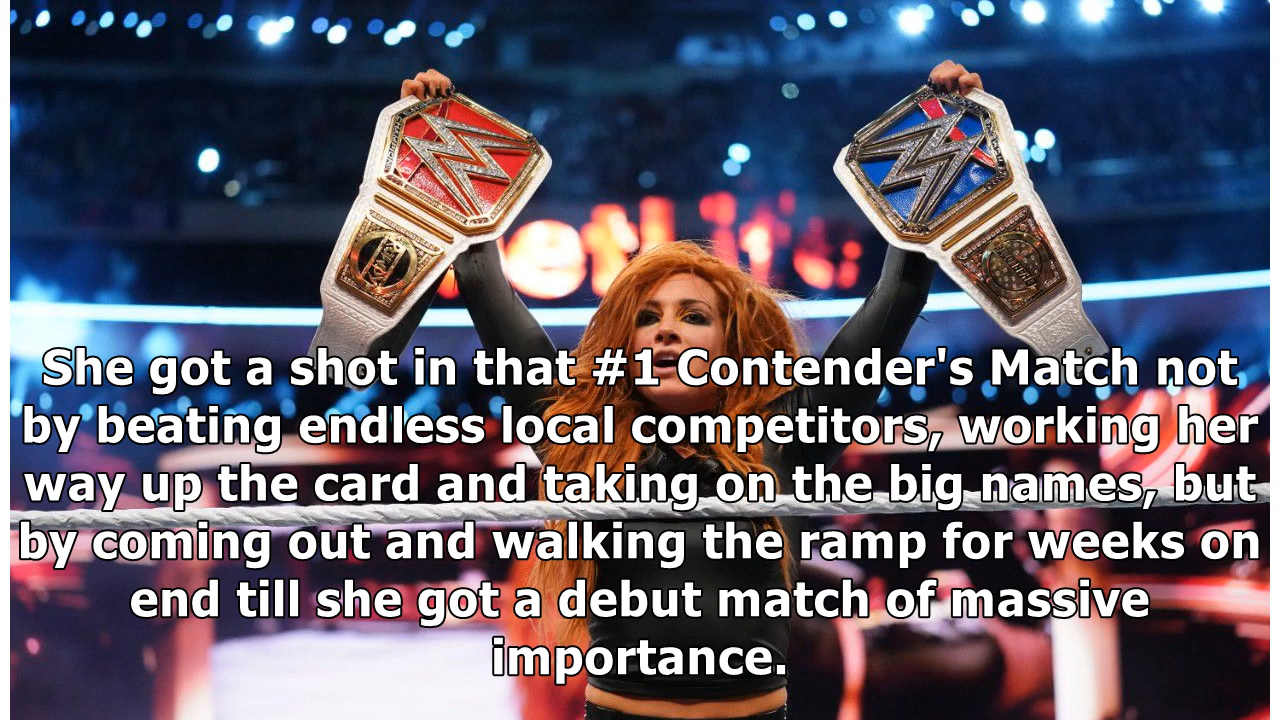 She got a shot in that #1 Contender's Match not
by beating endless local competitors, working her
way up the card and taking on the big names, but
by coming out and walking the ramp for weeks on
end till she got a debut match of massive
importance.